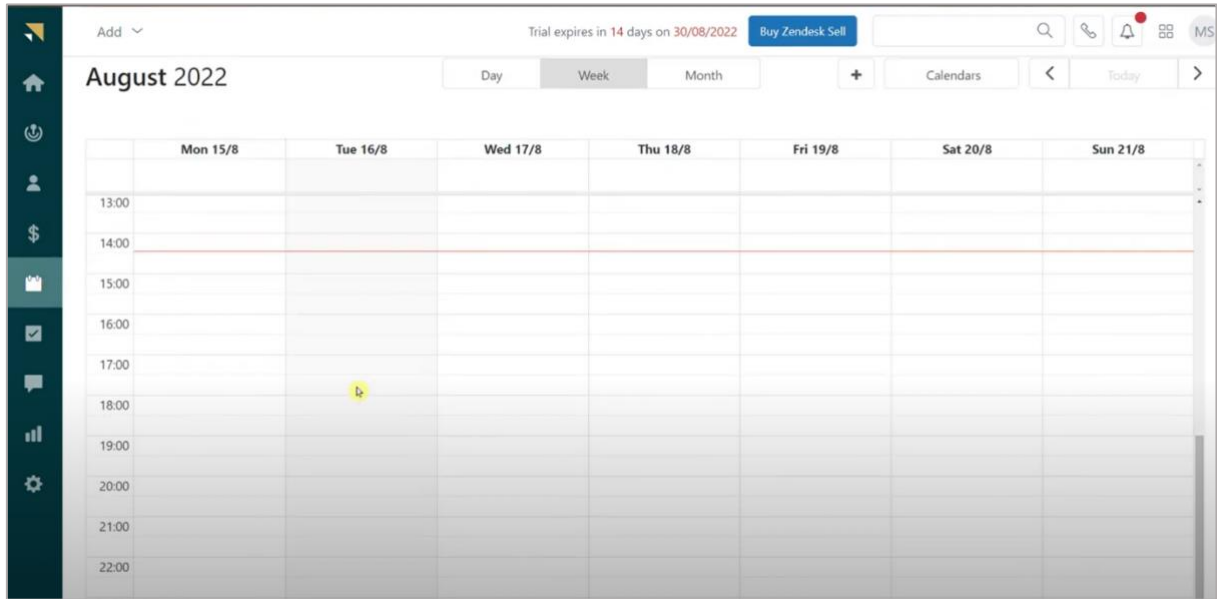 Add
Trial expires in 14 days on 30/08/2022
Buy Zendesk Sell
MS
August 2022
Day
Week
Month
+
Calendars
Today
Mon 15/8
Tue 16/8
Wed 17/8
Thu 18/8
Fri 19/8
Sat 20/8
Sun 21/8
13:00
14:00
15:00
16:00
17:00
18:00
19:00
20:00
21:00
22:00